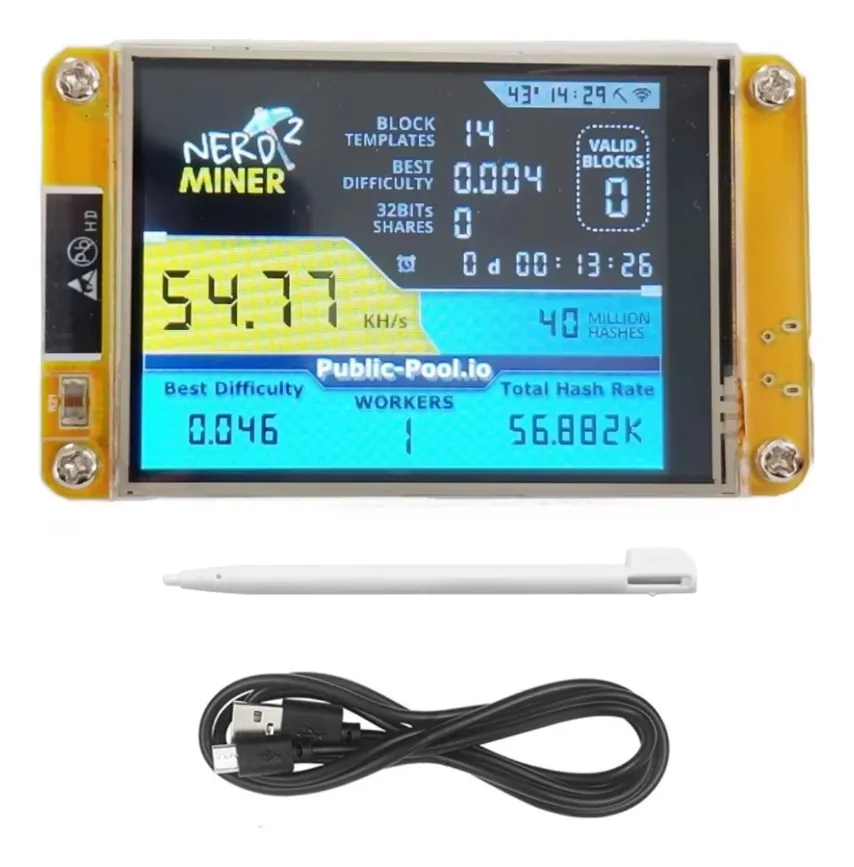 43° 14:29
NERD 2
MINER
BLOCK
TEMPLATES 14
BEST
DIFFICULTY 0.004
32BITs
SHARES 0
VALID
BLOCKS
0
0 d 00:13:26
54.77 KH/s
40 MILLION
HASHES
Public-Pool.io
Best Difficulty
WORKERS
Total Hash Rate
0.046
1
56.882K
Pb
HD